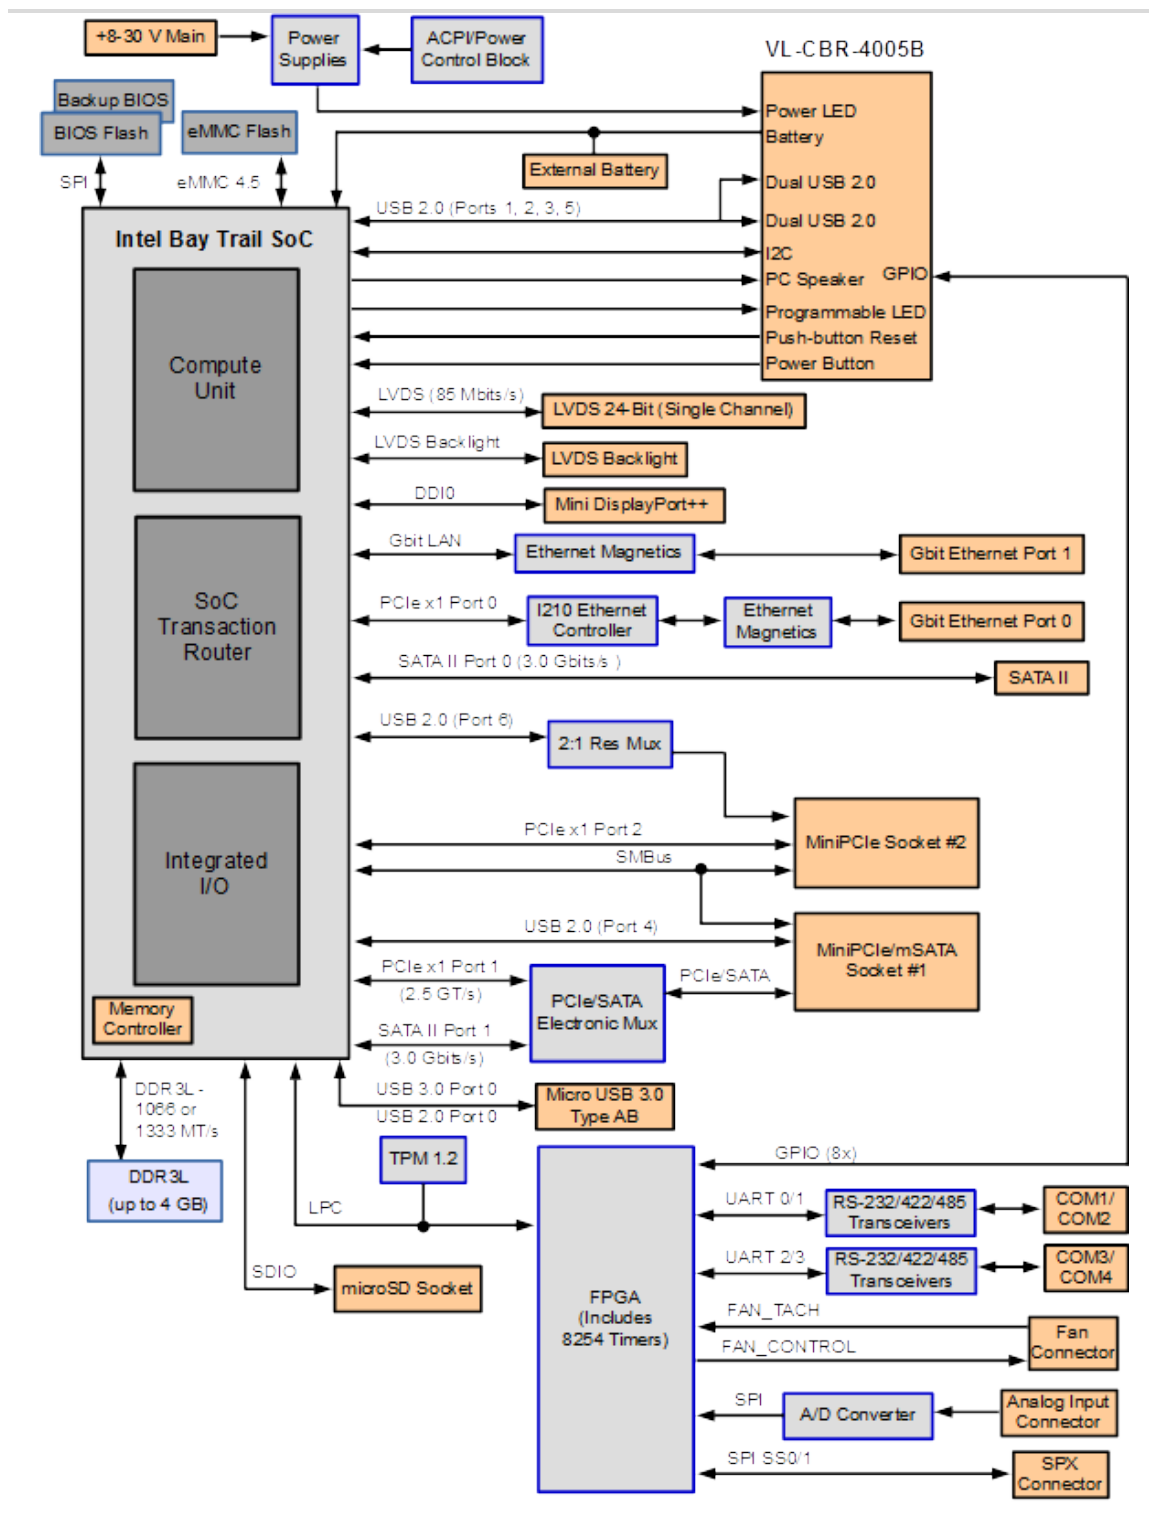 +8-30 V Main
Power
Supplies
ACPI/Power
Control Block
VL-CBR-4005B
Backup BIOS
BIOS Flash
eMMC Flash
Power LED
Battery
External Battery
SPI
eMMC 4.5
Dual USB 2.0
USB 2.0 (Ports 1, 2, 3, 5)
Dual USB 2.0
Intel Bay Trail SoC
I2C
PC Speaker
GPIO
Programmable LED
Push-button Reset
Power Button
Compute
Unit
LVDS (85 Mbits/s)
LVDS 24-Bit (Single Channel)
LVDS Backlight
LVDS Backlight
DDI0
Mini DisplayPort++
Gbit LAN
Ethernet Magnetics
Gbit Ethernet Port 1
SoC
Transaction
Router
PCIe x1 Port 0
I210 Ethernet
Controller
Ethernet
Magnetics
Gbit Ethernet Port 0
SATA II Port 0 (3.0 Gbits/s )
SATA II
USB 2.0 (Port 6)
2:1 Res Mux
PCIe x1 Port 2
MiniPCIe Socket #2
SMBus
Integrated
I/O
USB 2.0 (Port 4)
MiniPCIe/mSATA
Socket #1
PCIe x1 Port 1
(2.5 GT/s)
PCIe/SATA
Electronic Mux
PCIe/SATA
Memory
Controller
SATA II Port 1
(3.0 Gbits/s)
DDR3L -
1066 or
1333 MT/s
USB 3.0 Port 0
USB 2.0 Port 0
Micro USB 3.0
Type AB
TPM 1.2
GPIO (8x)
DDR3L
(up to 4 GB)
LPC
UART 0/1
RS-232/422/485
Transceivers
COM1/
COM2
UART 2/3
RS-232/422/485
Transceivers
COM3/
COM4
SDIO
microSD Socket
FPGA
(Includes
8254 Timers)
FAN_TACH
FAN_CONTROL
Fan
Connector
SPI
A/D Converter
Analog Input
Connector
SPI SS0/1
SPX
Connector